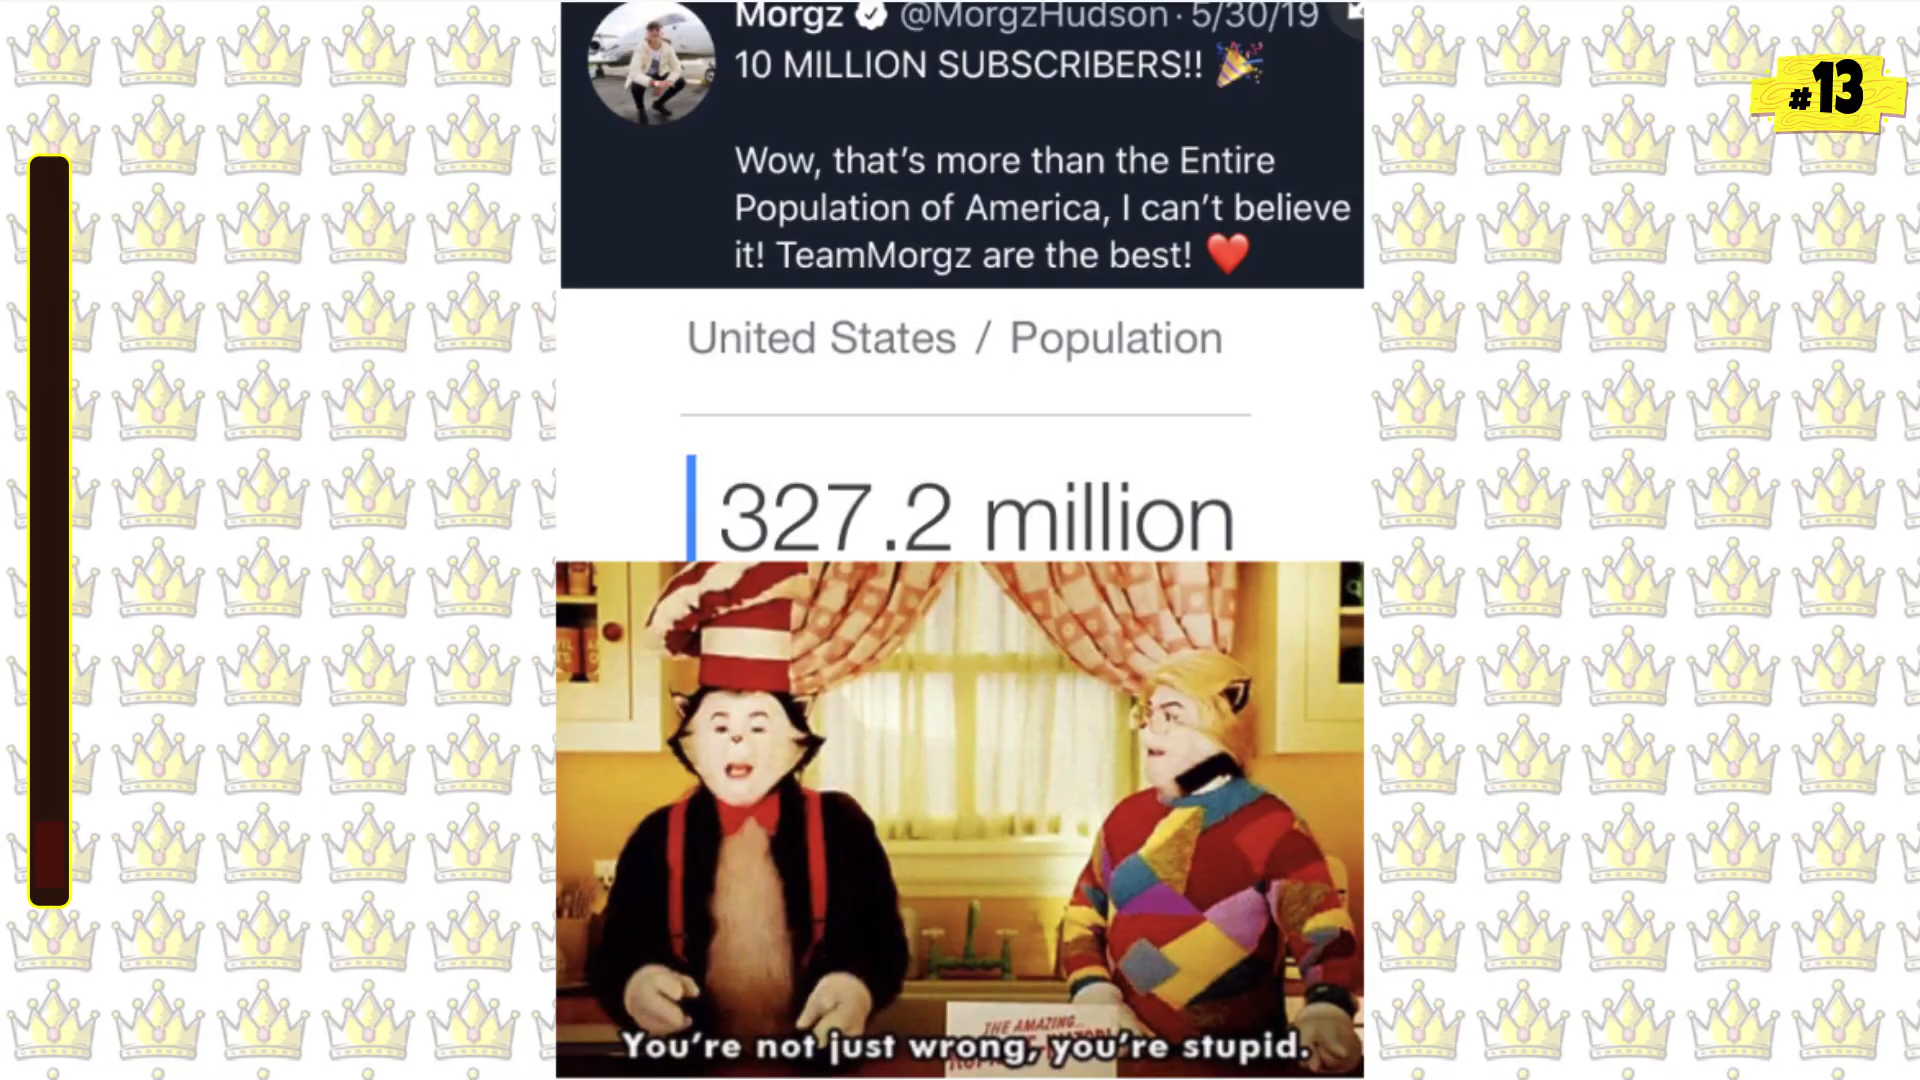 Morgz @MorgzHudson · 5/30/19
#13
10 MILLION SUBSCRIBERS!! 🎉
Wow, that's more than the Entire
Population of America, I can't believe
it! TeamMorgz are the best! ❤️
United States / Population
327.2 million
THE AMAZING...
You're not just wrong, you're stupid.